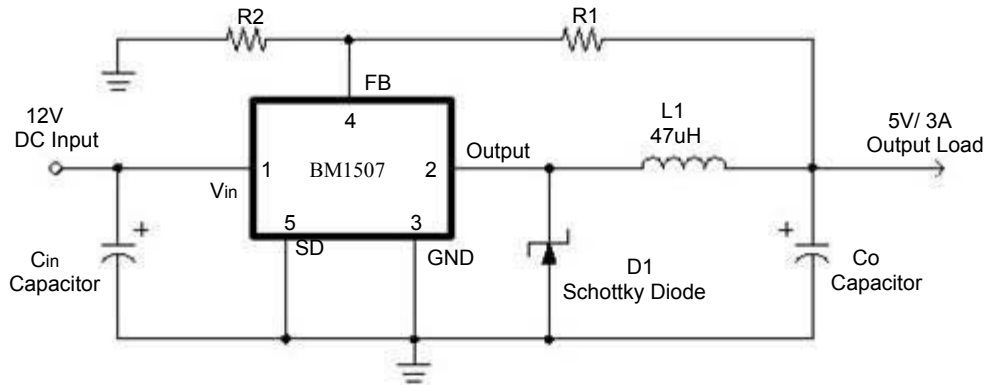 R2
R1
FB
4
12V
DC Input
L1
47uH
5V/ 3A
Output Load
Output
1
BM1507
2
Vin
5
3
SD
GND
+
Cin
Capacitor
D1
Schottky Diode
+
Co
Capacitor